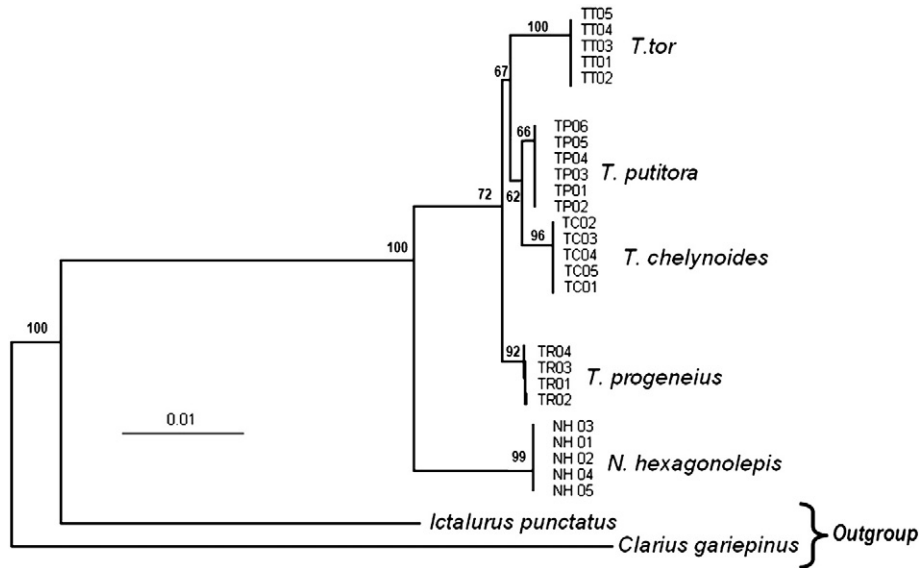 TT05
TT04
TT03
TT01
TT02
T.tor
100
67
TP06
TP05
TP04
TP03
TP01
TP02
T. putitora
66
62
72
TC02
TC03
TC04
TC05
TC01
T. chelynoides
96
100
100
TR04
TR03
TR01
TR02
T. progeneius
92
0.01
NH 03
NH 01
NH 02
NH 04
NH 05
N. hexagonolepis
99
Ictalurus punctatus
Clarius gariepinus
Outgroup